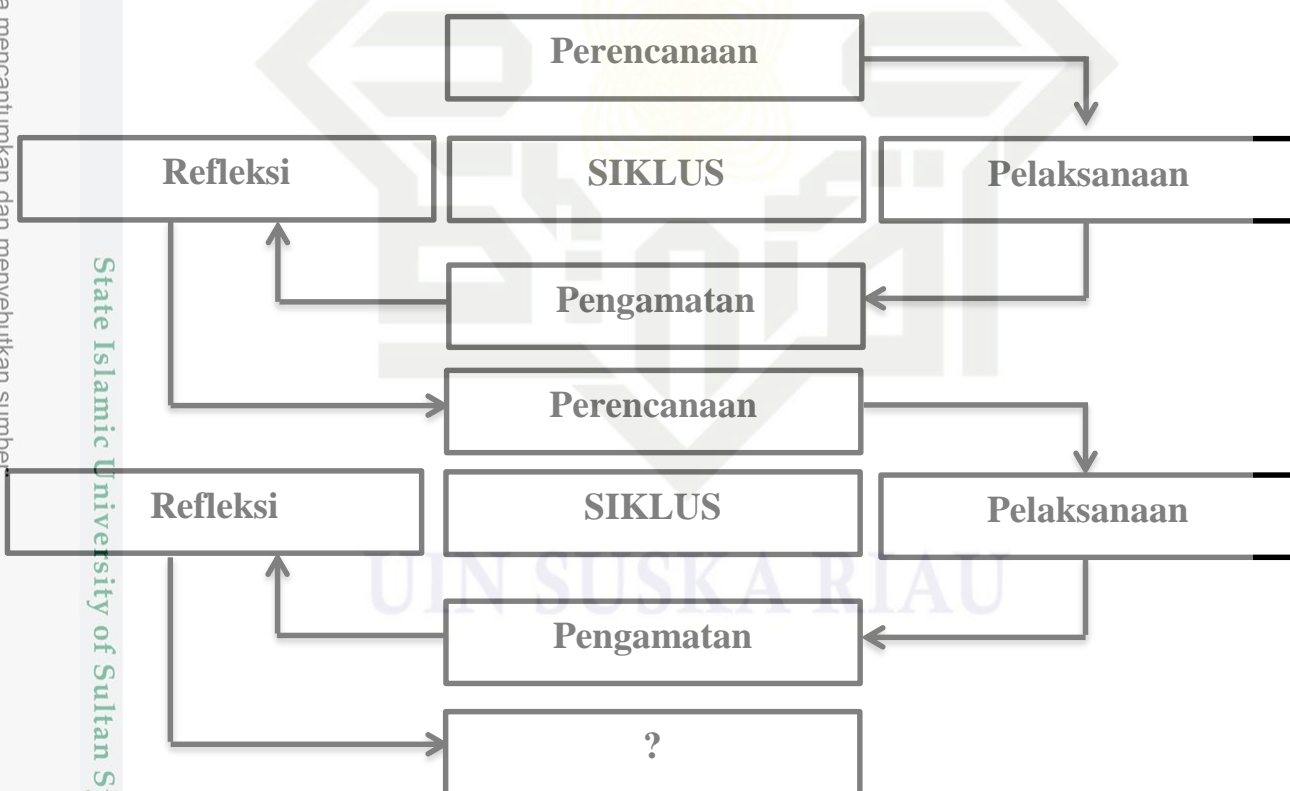 Perencanaan
Refleksi
SIKLUS
Pelaksanaan
Pengamatan
Perencanaan
Refleksi
SIKLUS
Pelaksanaan
UIN SUSKA RIAU
Pengamatan
?
mencantumkan dan menyebutkan sumber.
State Islamic University of Sultan